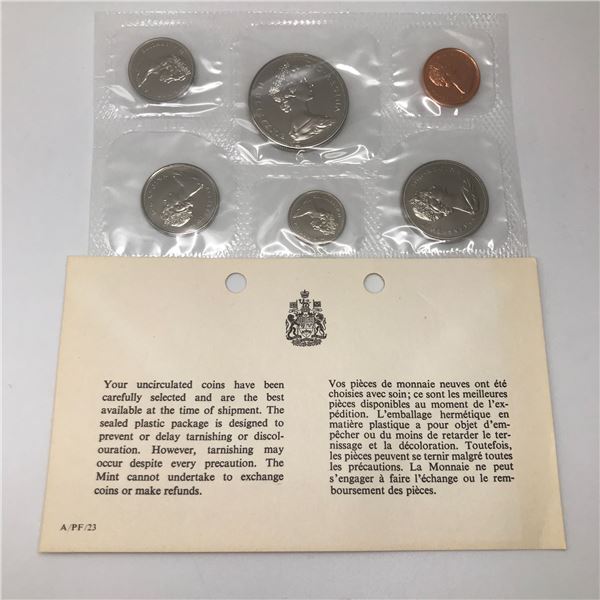 Your uncirculated coins have been
carefully selected and are the best
available at the time of shipment. The
sealed plastic package is designed to
prevent or delay tarnishing or discol-
ouration. However, tarnishing may
occur despite every precaution. The
Mint cannot undertake to exchange
coins or make refunds.
Vos pièces de monnaie neuves ont été
choisies avec soin; ce sont les meilleures
pièces disponibles au moment de l'ex-
pédition. L'emballage hermétique en
matière plastique a pour objet d'em-
pêcher ou du moins de retarder le ter-
nissage et la décoloration. Toutefois,
les pièces peuvent se ternir malgré toutes
les précautions. La Monnaie ne peut
s'engager à faire l'échange ou le rem-
boursement des pièces.
A/PF/23